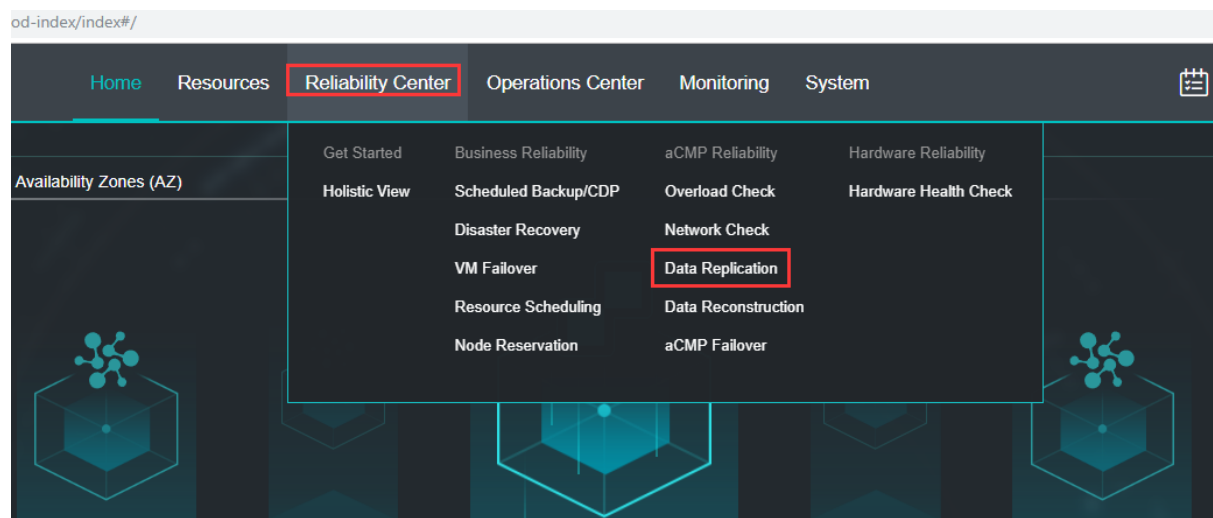 od-index/index#/
Home Resources Reliability Center Operations Center Monitoring System
Get Started Business Reliability aCMP Reliability Hardware Reliability
Availability Zones (AZ) Holistic View Scheduled Backup/CDP Overload Check Hardware Health Check
Disaster Recovery Network Check
VM Failover Data Replication
Resource Scheduling Data Reconstruction
Node Reservation aCMP Failover